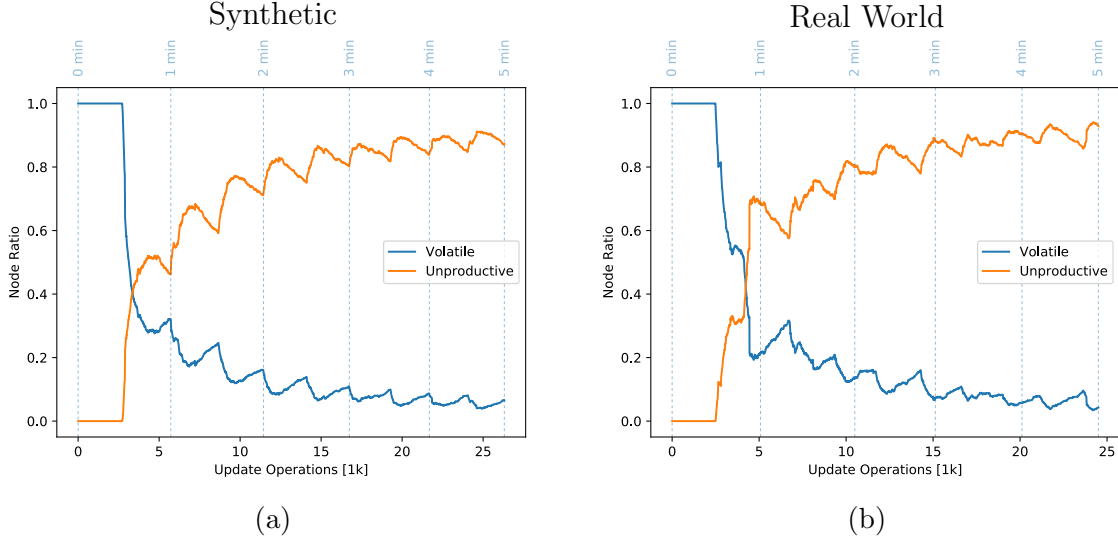 Synthetic
0 min
1 min
2 min
3 min
4 min
5 min
1.0
0.8
0.6
0.4
0.2
0.0
Node Ratio
Volatile
Unproductive
0
5
10
15
20
25
Update Operations [1k]
(a)
Real World
0 min
1 min
2 min
3 min
4 min
5 min
1.0
0.8
0.6
0.4
0.2
0.0
Node Ratio
Volatile
Unproductive
0
5
10
15
20
25
Update Operations [1k]
(b)